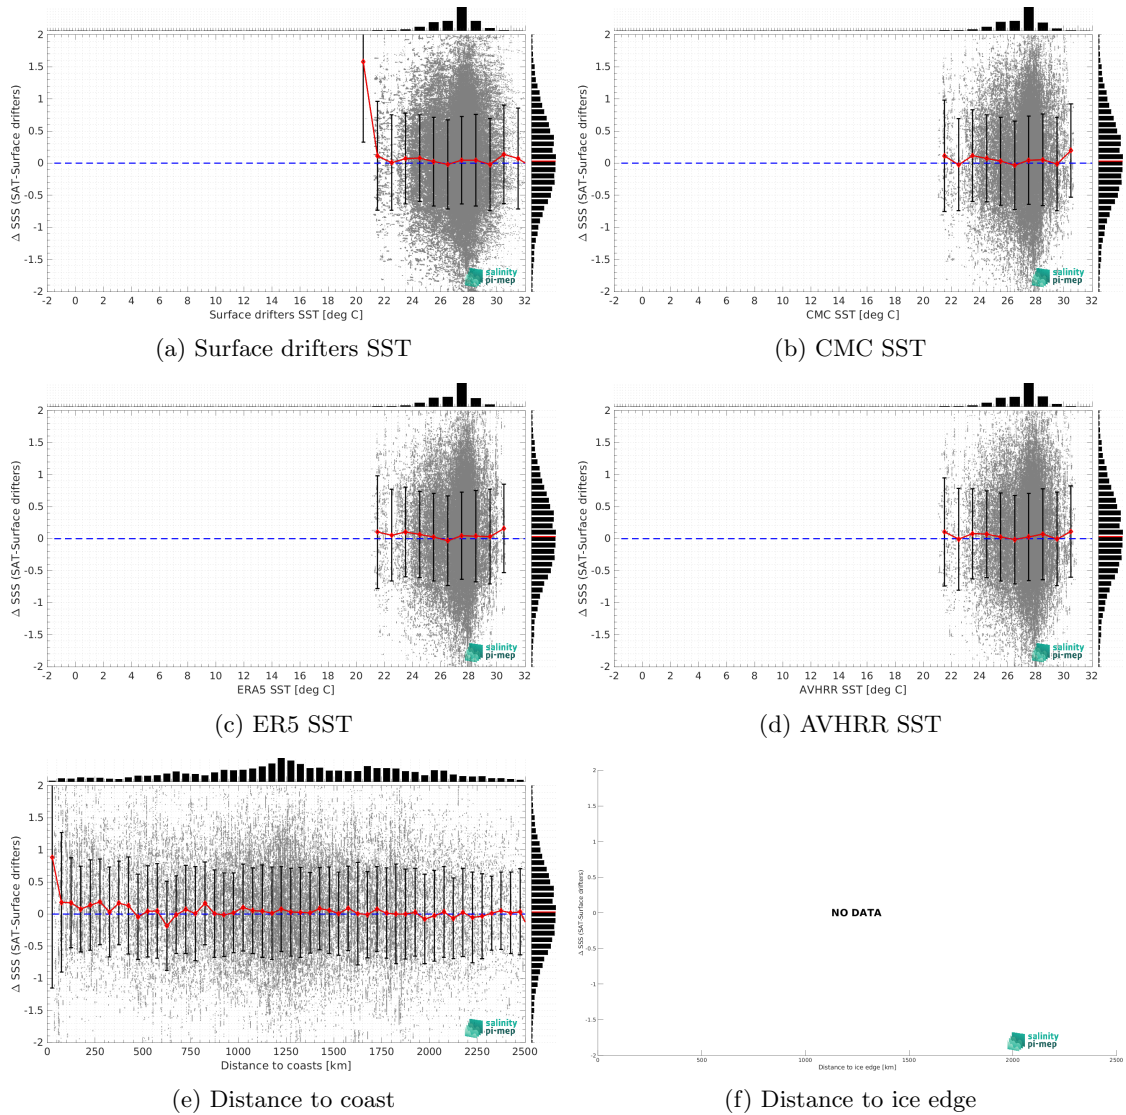 2
1.5
1
0.5
0
-0.5
-1
-1.5
-2
Δ SSS (SAT-Surface drifters)
-2 0 2 4 6 8 10 12 14 16 18 20 22 24 26 28 30 32
Surface drifters SST [deg C]
salinity
pi-mep
(a) Surface drifters SST
2
1.5
1
0.5
0
-0.5
-1
-1.5
-2
Δ SSS (SAT-Surface drifters)
-2 0 2 4 6 8 10 12 14 16 18 20 22 24 26 28 30 32
CMC SST [deg C]
salinity
pi-mep
(b) CMC SST
2
1.5
1
0.5
0
-0.5
-1
-1.5
-2
Δ SSS (SAT-Surface drifters)
-2 0 2 4 6 8 10 12 14 16 18 20 22 24 26 28 30 32
ERA5 SST [deg C]
salinity
pi-mep
(c) ER5 SST
2
1.5
1
0.5
0
-0.5
-1
-1.5
-2
Δ SSS (SAT-Surface drifters)
-2 0 2 4 6 8 10 12 14 16 18 20 22 24 26 28 30 32
AVHRR SST [deg C]
salinity
pi-mep
(d) AVHRR SST
2
1.5
1
0.5
0
-0.5
-1
-1.5
-2
Δ SSS (SAT-Surface drifters)
0 250 500 750 1000 1250 1500 1750 2000 2250 2500
Distance to coasts [km]
salinity
pi-mep
(e) Distance to coast
2
1.5
1
0.5
0
-0.5
-1
-1.5
-2
Δ SSS (SAT-Surface drifters)
NO DATA
0 500 1000 1500 2000 2500
Distance to ice edge [km]
salinity
pi-mep
(f) Distance to ice edge